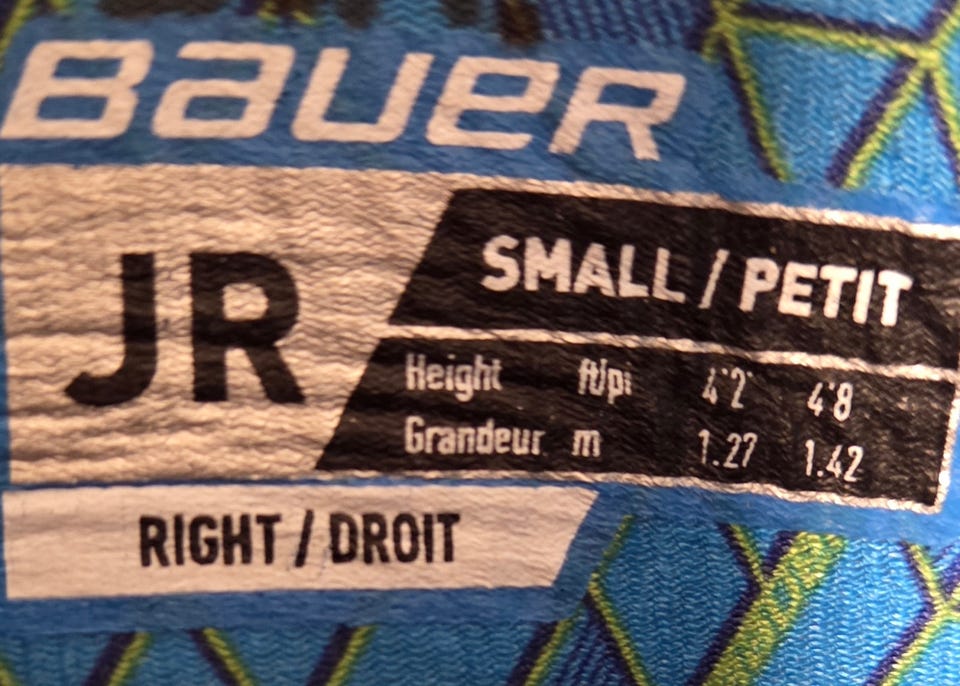 BAUER
JR
SMALL / PETIT
Height ft/pi 4'2" 4'8
Grandeur m 1.27 1.42
RIGHT / DROIT